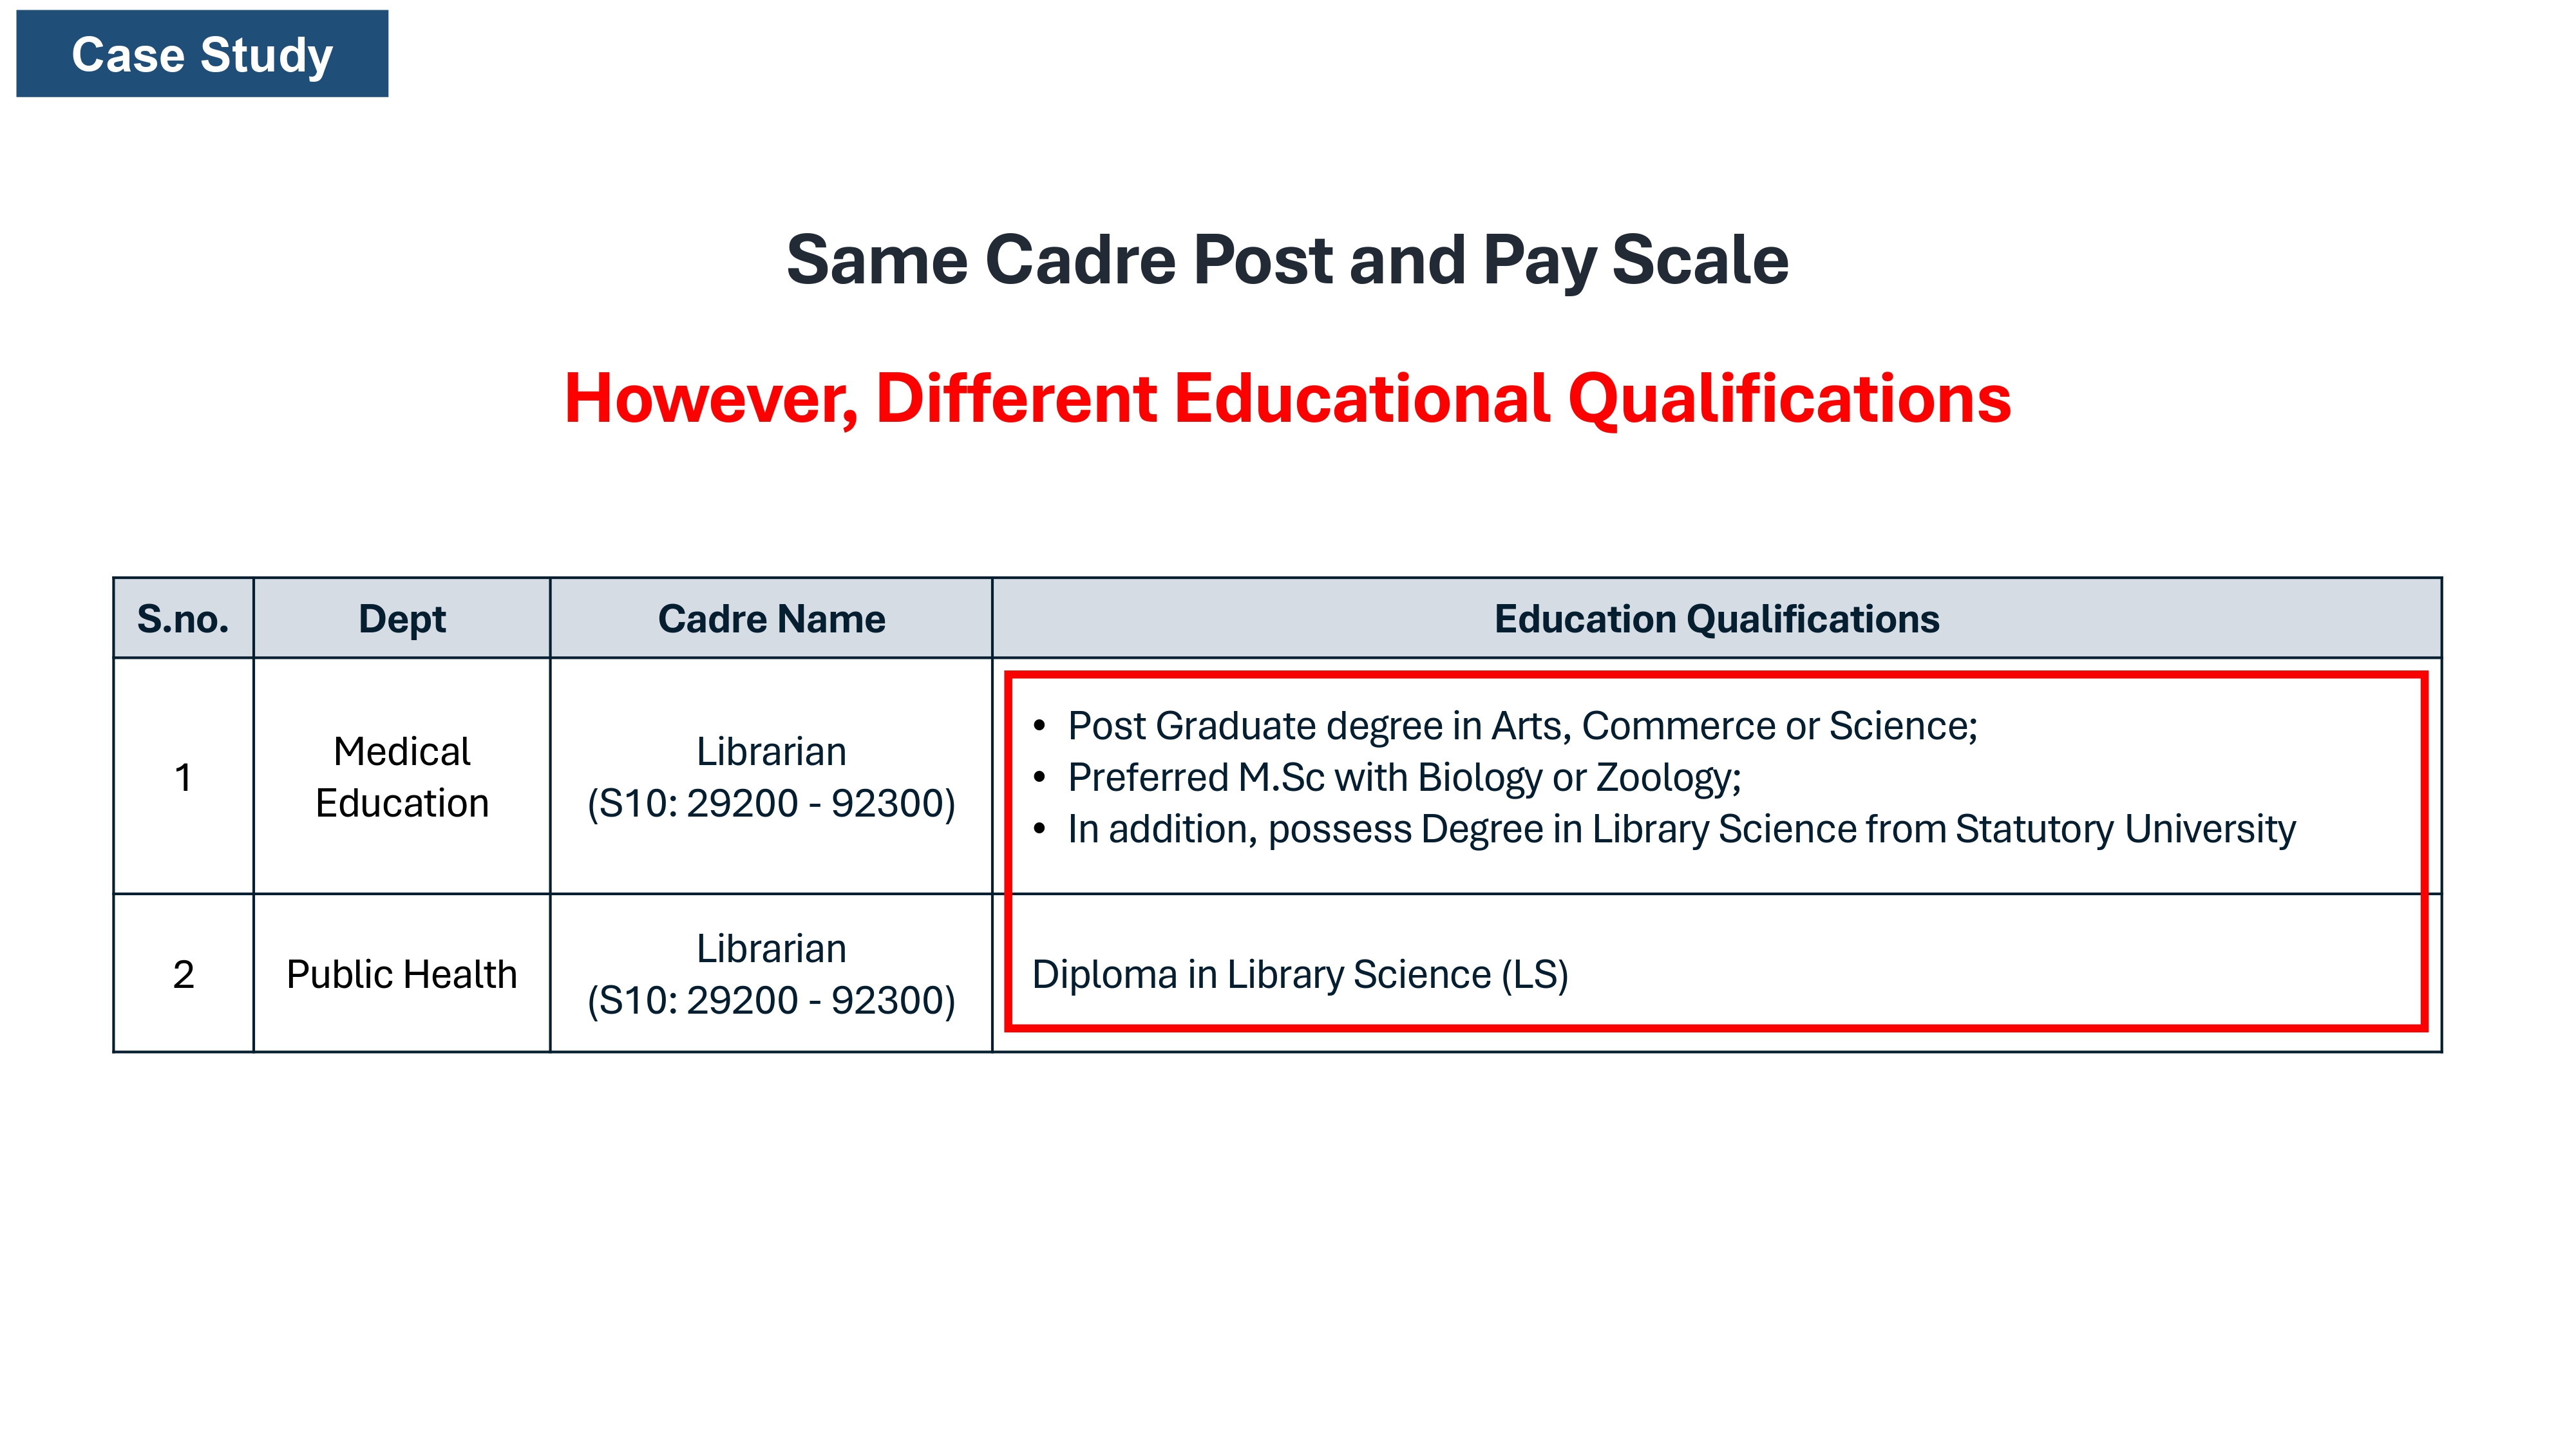 Case Study
Same Cadre Post and Pay Scale
However, Different Educational Qualifications
S.no.
Dept
Cadre Name
Education Qualifications
1
Medical
Education
Librarian
(S10: 29200 - 92300)
• Post Graduate degree in Arts, Commerce or Science;
• Preferred M.Sc with Biology or Zoology;
• In addition, possess Degree in Library Science from Statutory University
2
Public Health
Librarian
(S10: 29200 - 92300)
Diploma in Library Science (LS)